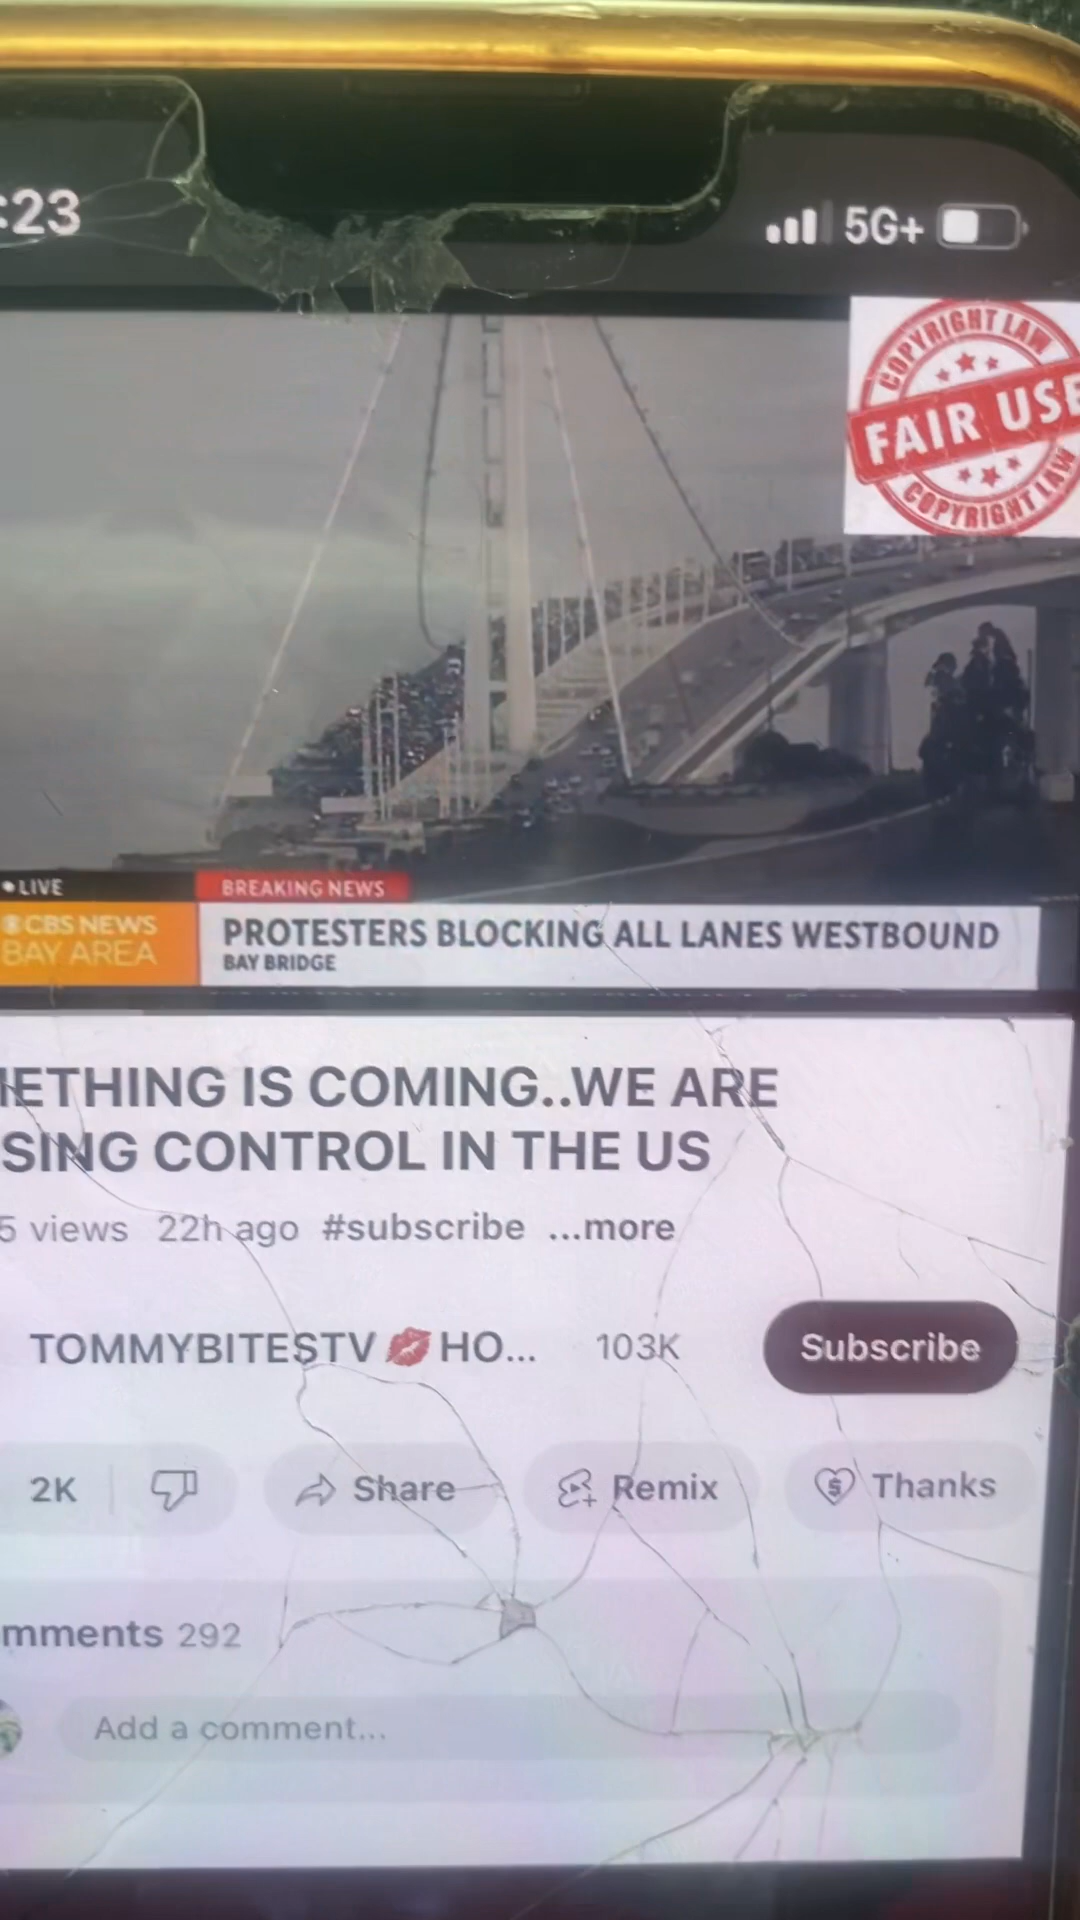 :23
5G+
COPYRIGHT LAW
FAIR USE
COPYRIGHT LAW
LIVE
BREAKING NEWS
CBS NEWS
BAY AREA
PROTESTERS BLOCKING ALL LANES WESTBOUND
BAY BRIDGE
METHING IS COMING..WE ARE
SING CONTROL IN THE US
5 views 22h ago #subscribe ...more
TOMMYBITESTV💋HO... 103K Subscribe
2K Share Remix Thanks
mments 292
Add a comment...